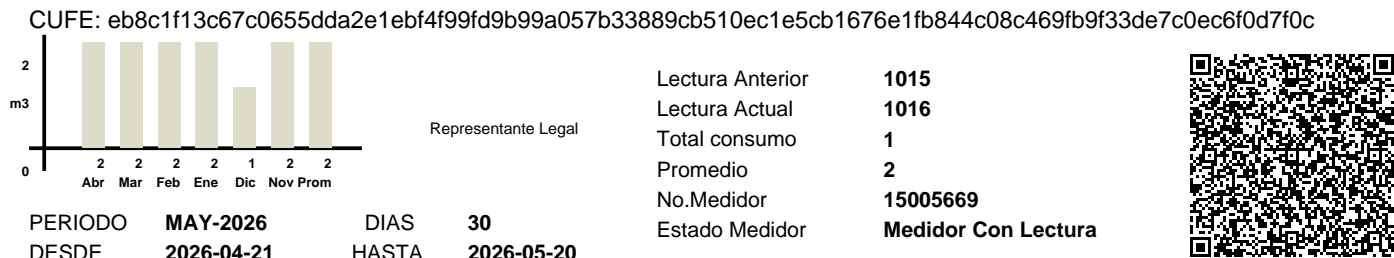 CUFE: eb8c1f13c67c0655dda2e1ebf4f99fd9b99a057b33889cb510ec1e5cb1676e1fb844c08c469fb9f33de7c0ec6f0d7f0c
2
m3
0
2 2 2 2 1 2 2
Abr Mar Feb Ene Dic Nov Prom
Representante Legal
Lectura Anterior 1015
Lectura Actual 1016
Total consumo 1
Promedio 2
No.Medidor 15005669
Estado Medidor Medidor Con Lectura
PERIODO MAY-2026 DIAS 30
DESDE 2026-04-21 HASTA 2026-05-20